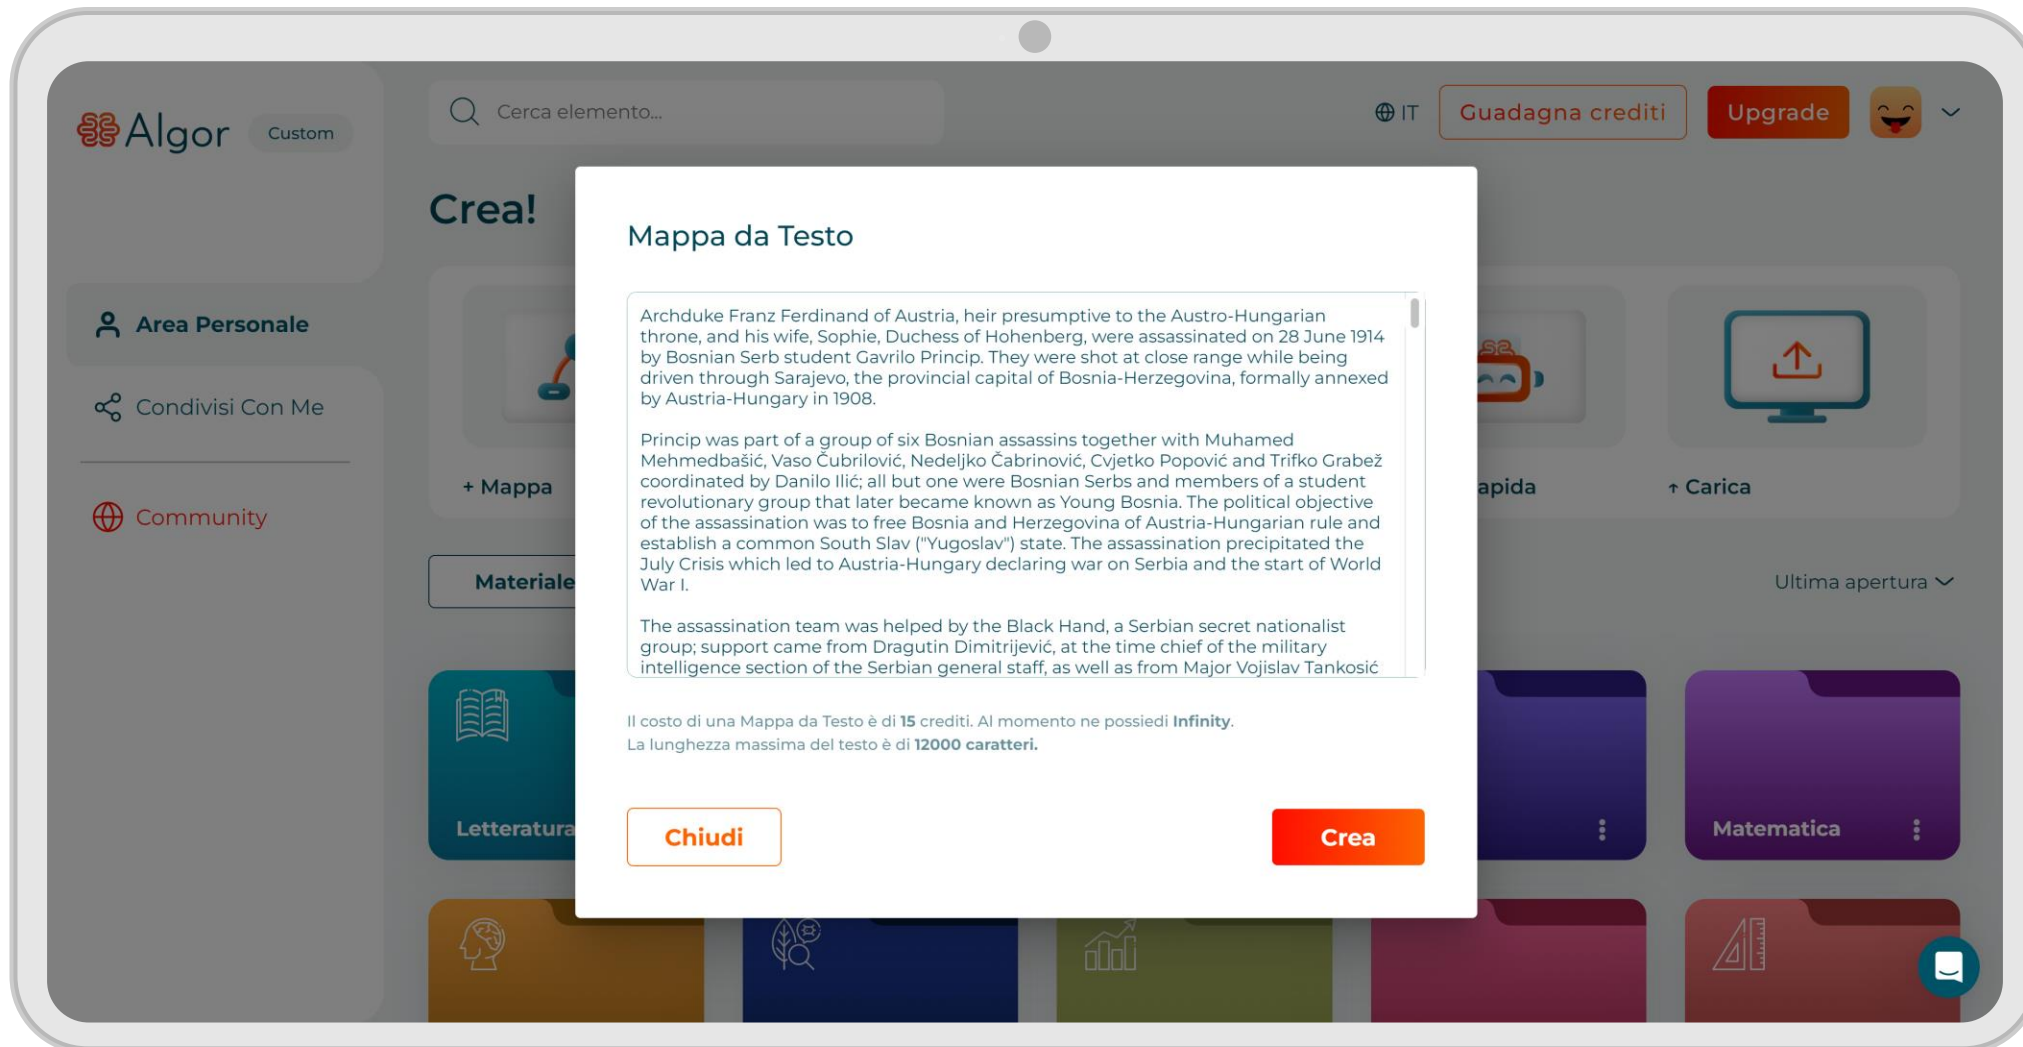 Algor
Custom
Cerca elemento...
IT
Guadagna crediti
Upgrade
Crea!
Area Personale
Condivisi Con Me
Community
+ Mappa
apida
↑ Carica
Materiale
Ultima apertura
Letteratura
Matematica
Mappa da Testo
Archduke Franz Ferdinand of Austria, heir presumptive to the Austro-Hungarian
throne, and his wife, Sophie, Duchess of Hohenberg, were assassinated on 28 June 1914
by Bosnian Serb student Gavrilo Princip. They were shot at close range while being
driven through Sarajevo, the provincial capital of Bosnia-Herzegovina, formally annexed
by Austria-Hungary in 1908.
Princip was part of a group of six Bosnian assassins together with Muhamed
Mehmedbašić, Vaso Čubrilović, Nedeljko Čabrinović, Cvjetko Popović and Trifko Grabež
coordinated by Danilo Ilić; all but one were Bosnian Serbs and members of a student
revolutionary group that later became known as Young Bosnia. The political objective
of the assassination was to free Bosnia and Herzegovina of Austria-Hungarian rule and
establish a common South Slav ("Yugoslav") state. The assassination precipitated the
July Crisis which led to Austria-Hungary declaring war on Serbia and the start of World
War I.
The assassination team was helped by the Black Hand, a Serbian secret nationalist
group; support came from Dragutin Dimitrijević, at the time chief of the military
intelligence section of the Serbian general staff, as well as from Major Vojislav Tankosić
Il costo di una Mappa da Testo è di 15 crediti. Al momento ne possiedi Infinity.
La lunghezza massima del testo è di 12000 caratteri.
Chiudi
Crea